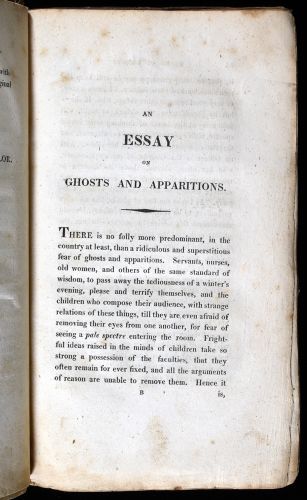 with
ginal
LOR.
AN
ESSAY
ON
GHOSTS AND APPARITIONS.
THERE is no folly more predominant, in the
country at least, than a ridiculous and superstitious
fear of ghosts and apparitions. Servants, nurses,
old women, and others of the same standard of
wisdom, to pass away the tediousness of a winter's
evening, please and terrify themselves, and the
children who compose their audience, with strange
relations of these things, till they are even afraid of
removing their eyes from one another, for fear of
seeing a pale spectre entering the room. Fright-
ful ideas raised in the minds of children take so
strong a possession of the faculties, that they
often remain for ever fixed, and all the arguments
of reason are unable to remove them. Hence it
B
is,